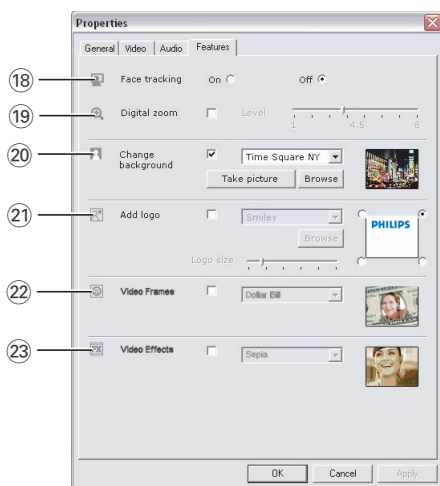 Properties
General Video Audio Features
18 Face tracking On Off
19 Digital zoom Level
1 4.5 8
20 Change background Time Square NY
Take picture Browse
21 Add logo Smiley
PHILIPS
Browse
Logo size
22 Video Frames Dollar Bill
23 Video Effects Sepia
OK Cancel Apply